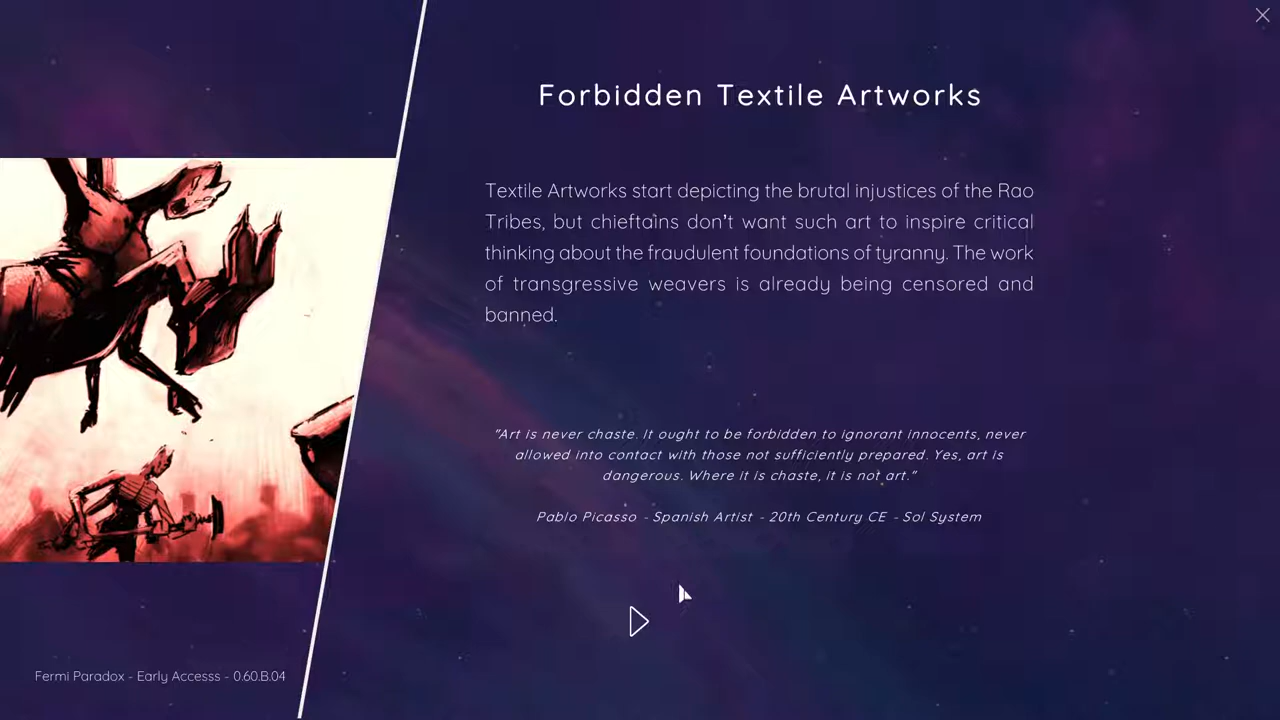 Forbidden Textile Artworks
Textile Artworks start depicting the brutal injustices of the Rao
Tribes, but chieftains don't want such art to inspire critical
thinking about the fraudulent foundations of tyranny. The work
of transgressive weavers is already being censored and
banned.
"Art is never chaste. It ought to be forbidden to ignorant innocents, never
allowed into contact with those not sufficiently prepared. Yes, art is
dangerous. Where it is chaste, it is not art."
Pablo Picasso - Spanish Artist - 20th Century CE - Sol System
Fermi Paradox - Early Accesss - 0.60.B.04